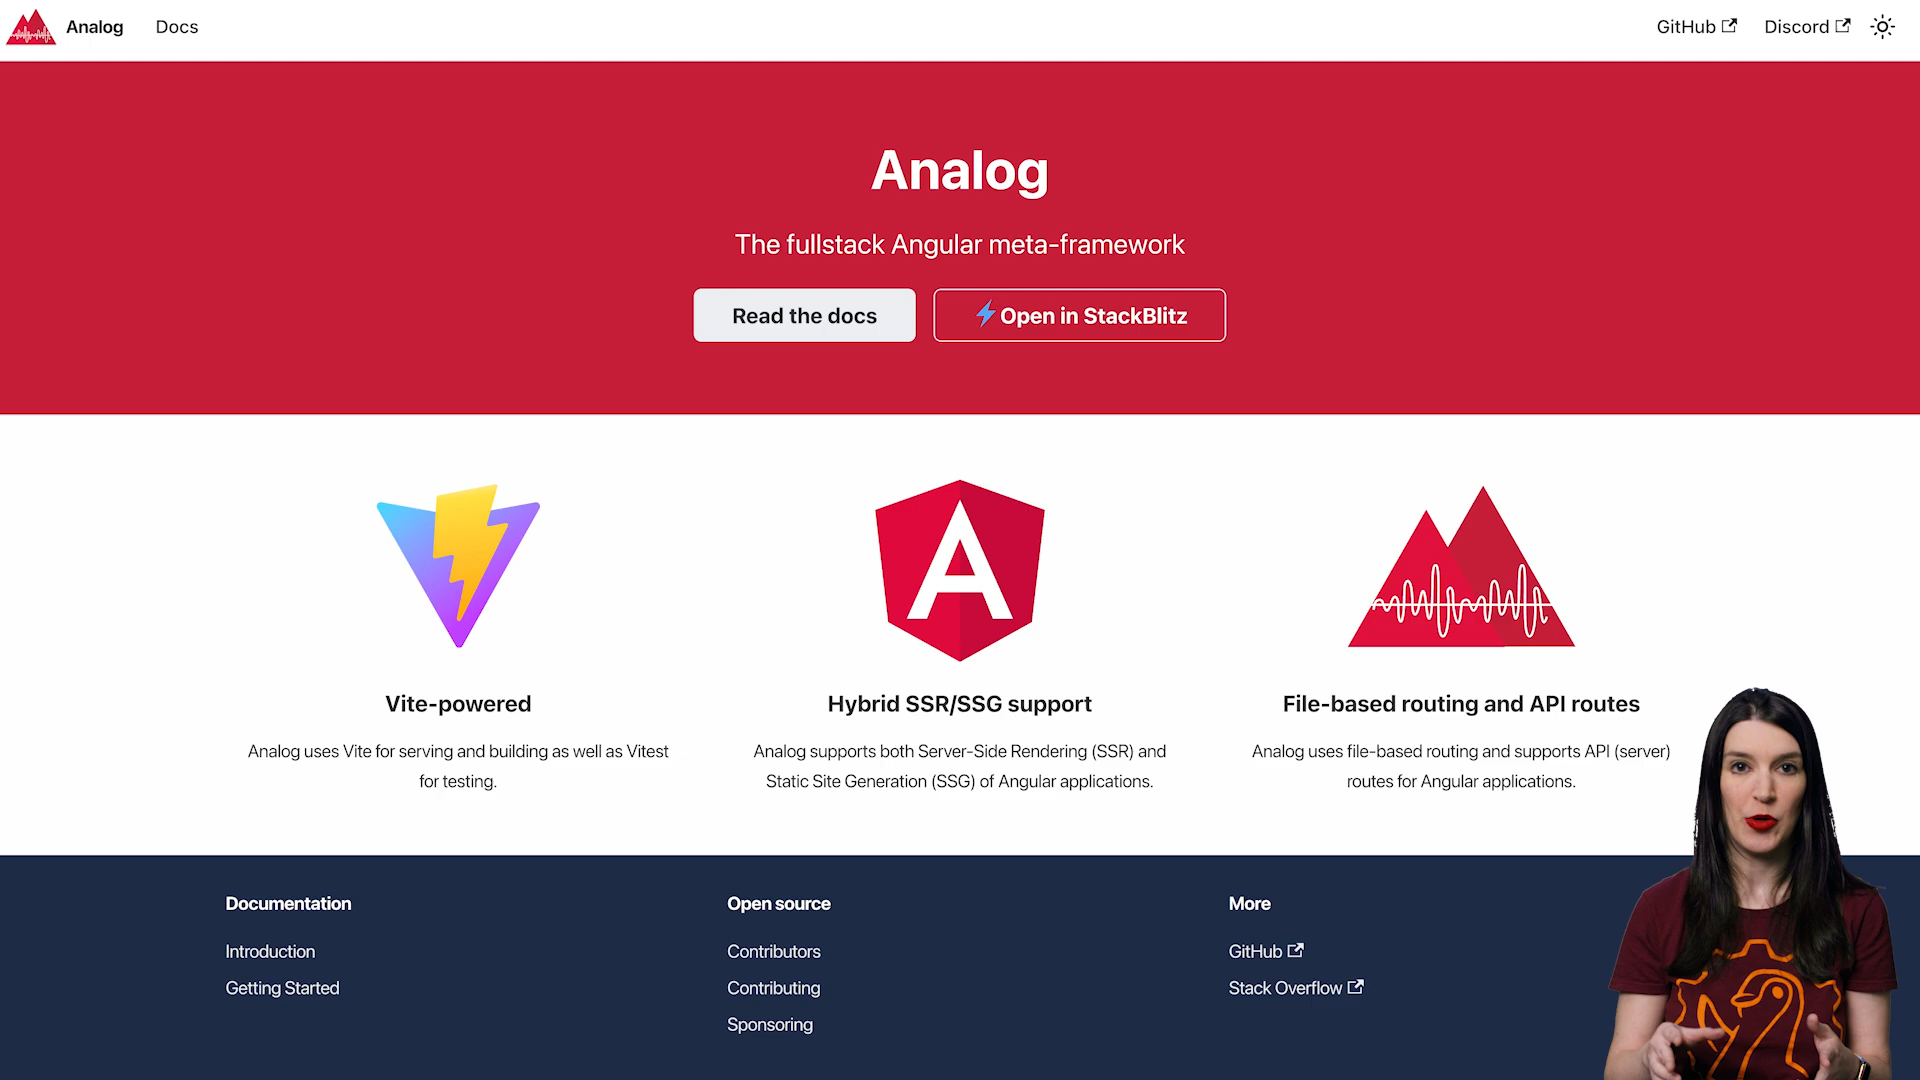 Analog
Docs
GitHub
Discord
Analog
The fullstack Angular meta-framework
Read the docs
Open in StackBlitz
A
Vite-powered
Analog uses Vite for serving and building as well as Vitest
for testing.
Hybrid SSR/SSG support
Analog supports both Server-Side Rendering (SSR) and
Static Site Generation (SSG) of Angular applications.
File-based routing and API routes
Analog uses file-based routing and supports API (server)
routes for Angular applications.
Documentation
Introduction
Getting Started
Open source
Contributors
Contributing
Sponsoring
More
GitHub
Stack Overflow